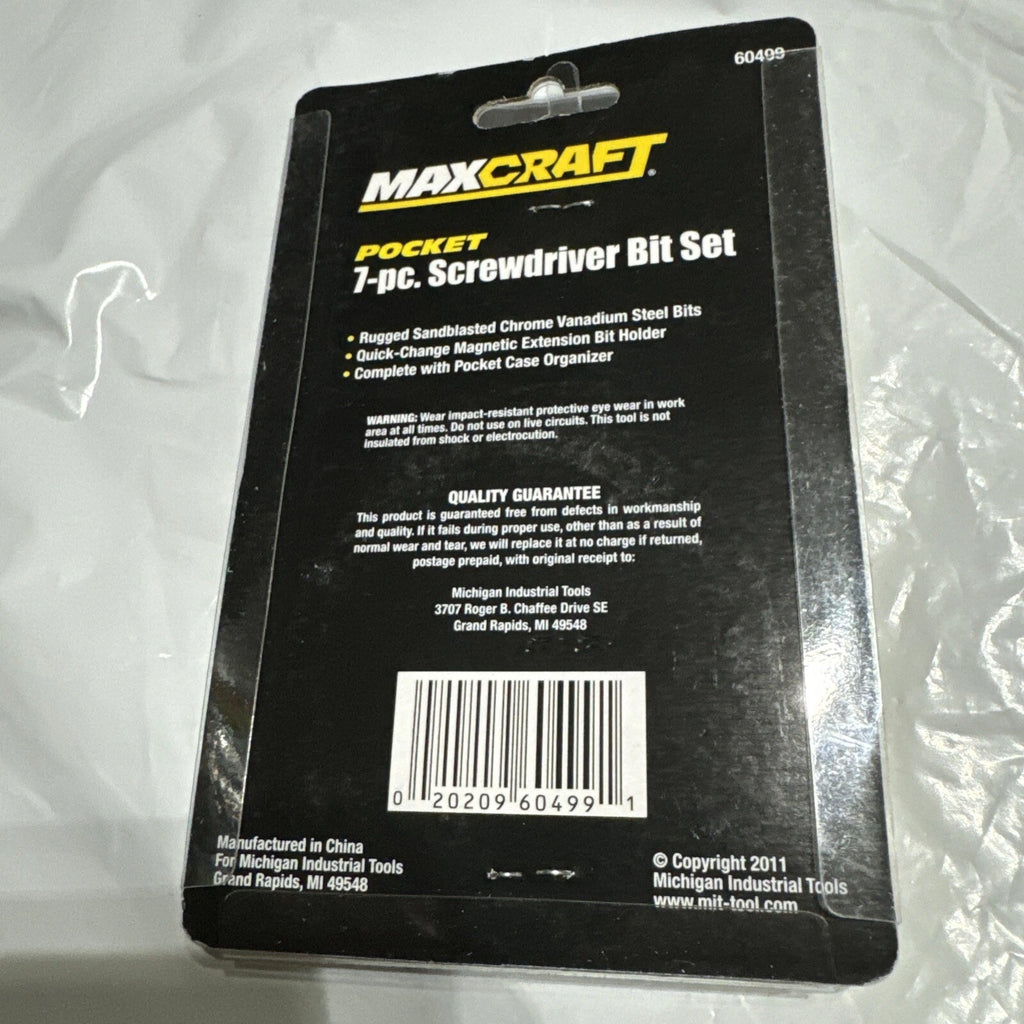 60499
MAXCRAFT®
POCKET
7-pc. Screwdriver Bit Set
• Rugged Sandblasted Chrome Vanadium Steel Bits
• Quick-Change Magnetic Extension Bit Holder
• Complete with Pocket Case Organizer
WARNING: Wear impact-resistant protective eye wear in work
area at all times. Do not use on live circuits. This tool is not
insulated from shock or electrocution.
QUALITY GUARANTEE
This product is guaranteed free from defects in workmanship
and quality. If it fails during proper use, other than as a result of
normal wear and tear, we will replace it at no charge if returned,
postage prepaid, with original receipt to:
Michigan Industrial Tools
3707 Roger B. Chaffee Drive SE
Grand Rapids, MI 49548
0 20209 60499 1
Manufactured in China
For Michigan Industrial Tools
Grand Rapids, MI 49548
© Copyright 2011
Michigan Industrial Tools
www.mit-tool.com